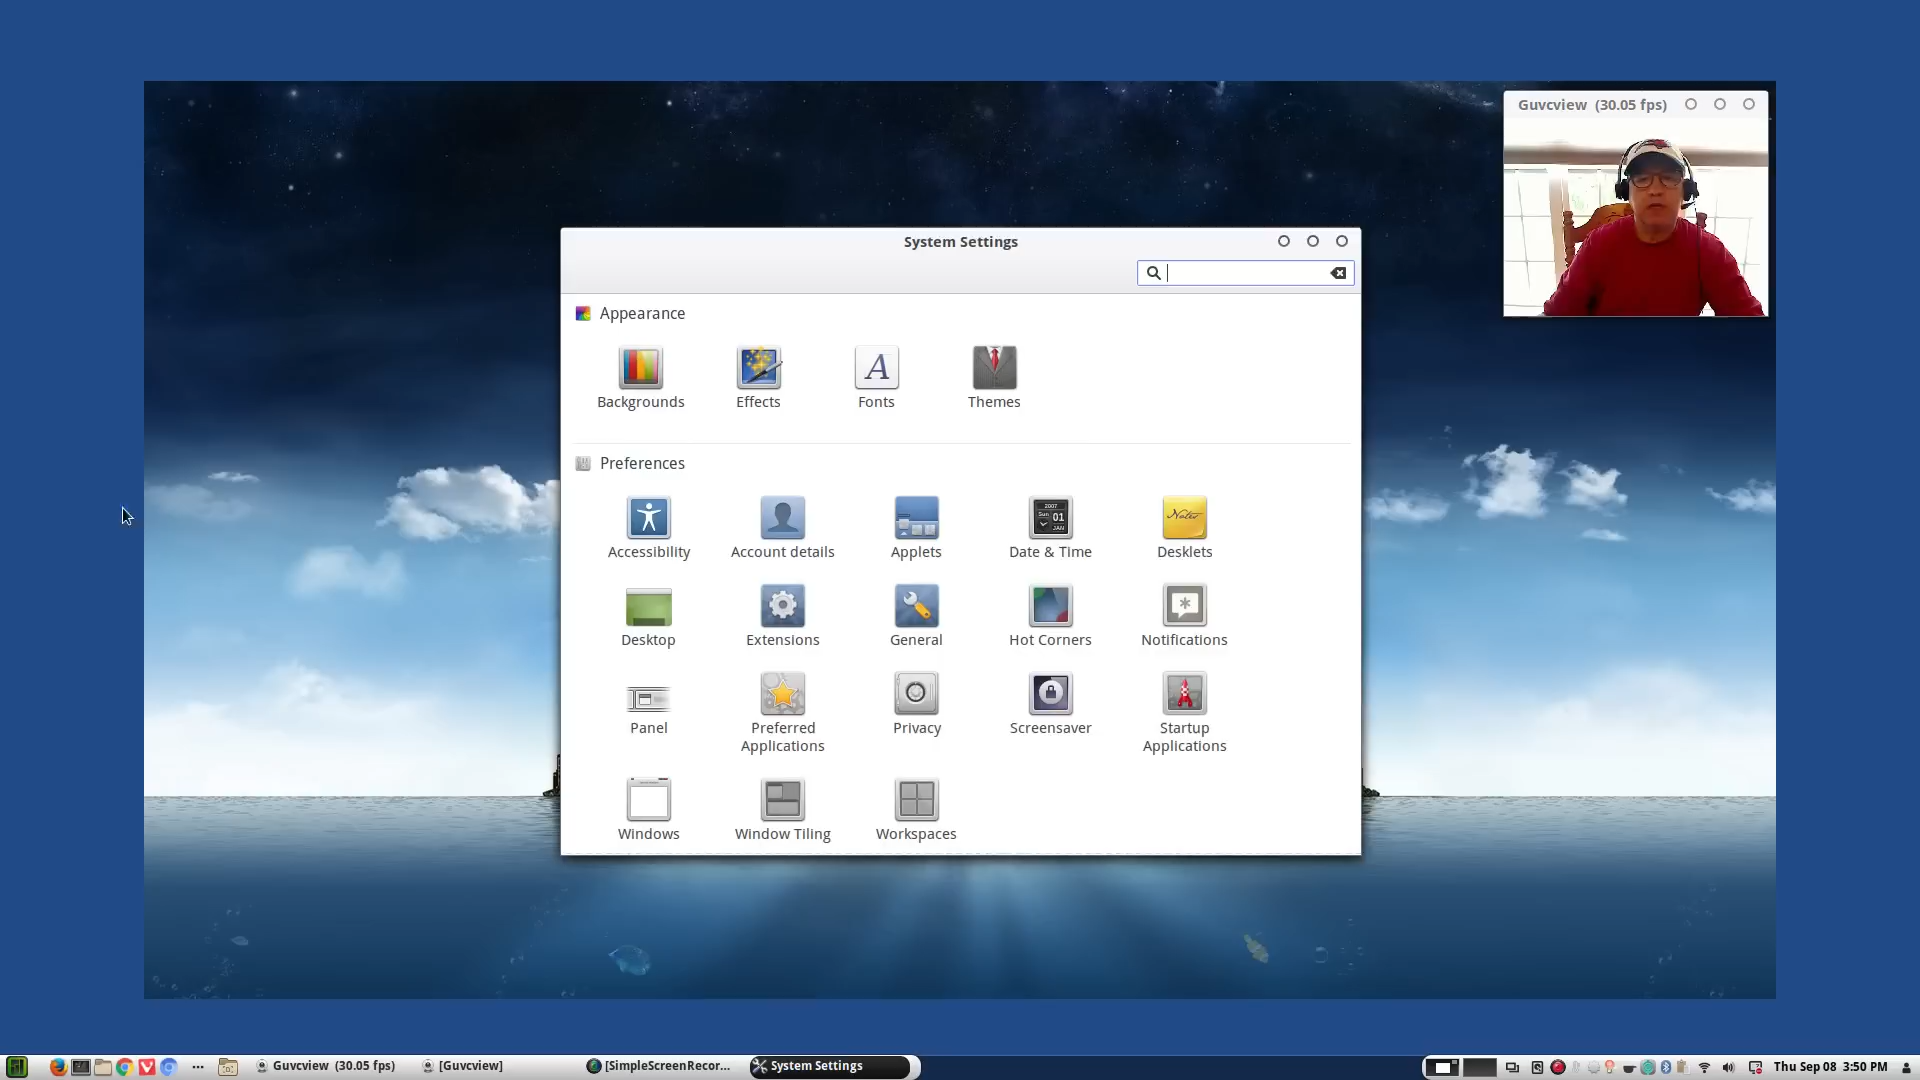 Guvcview (30.05 fps)
System Settings
Appearance
Backgrounds
Effects
Fonts
Themes
Preferences
Accessibility
Account details
Applets
Date & Time
Desklets
Desktop
Extensions
General
Hot Corners
Notifications
Panel
Preferred
Applications
Privacy
Screensaver
Startup
Applications
Windows
Window Tiling
Workspaces
Guvcview (30.05 fps)
[Guvcview]
[SimpleScreenRecor...
System Settings
Thu Sep 08 3:50 PM